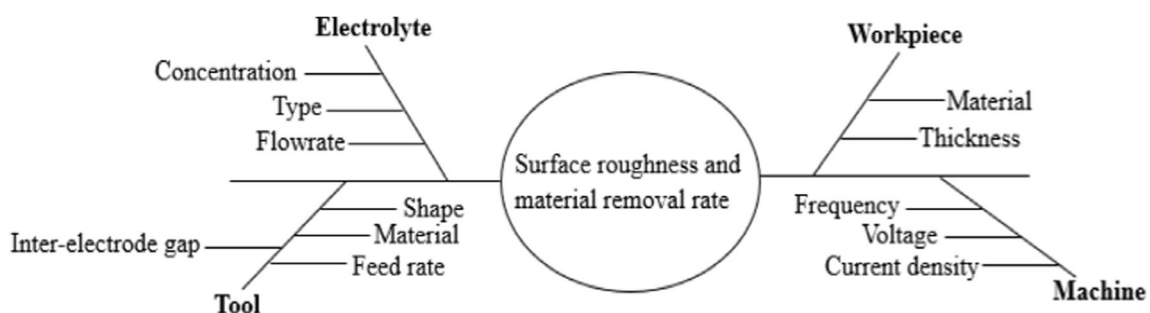 Electrolyte
Concentration
Type
Flowrate
Workpiece
Material
Thickness
Surface roughness and
material removal rate
Shape
Material
Inter-electrode gap
Feed rate
Tool
Frequency
Voltage
Current density
Machine